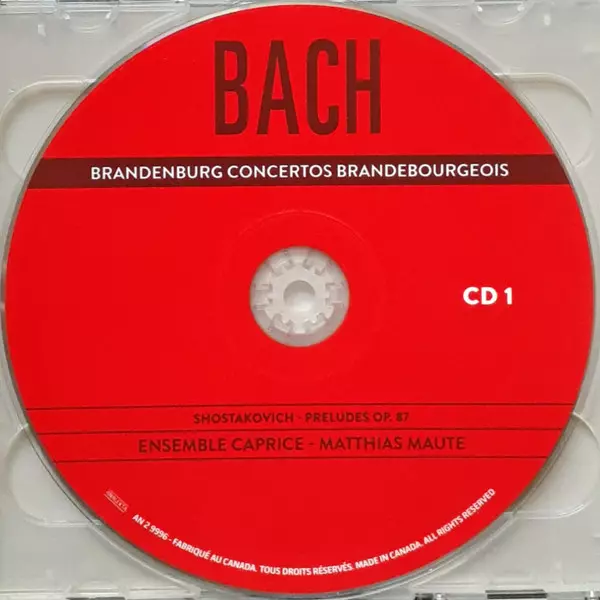 BACH
BRANDENBURG CONCERTOS BRANDEBOURGEOIS
CD 1
SHOSTAKOVICH - PRELUDES OP. 87
ENSEMBLE CAPRICE - MATTHIAS MAUTE
ANALEKTA
AN 2 9996 - FABRIQUÉ AU CANADA. TOUS DROITS RÉSERVÉS. MADE IN CANADA. ALL RIGHTS RESERVED